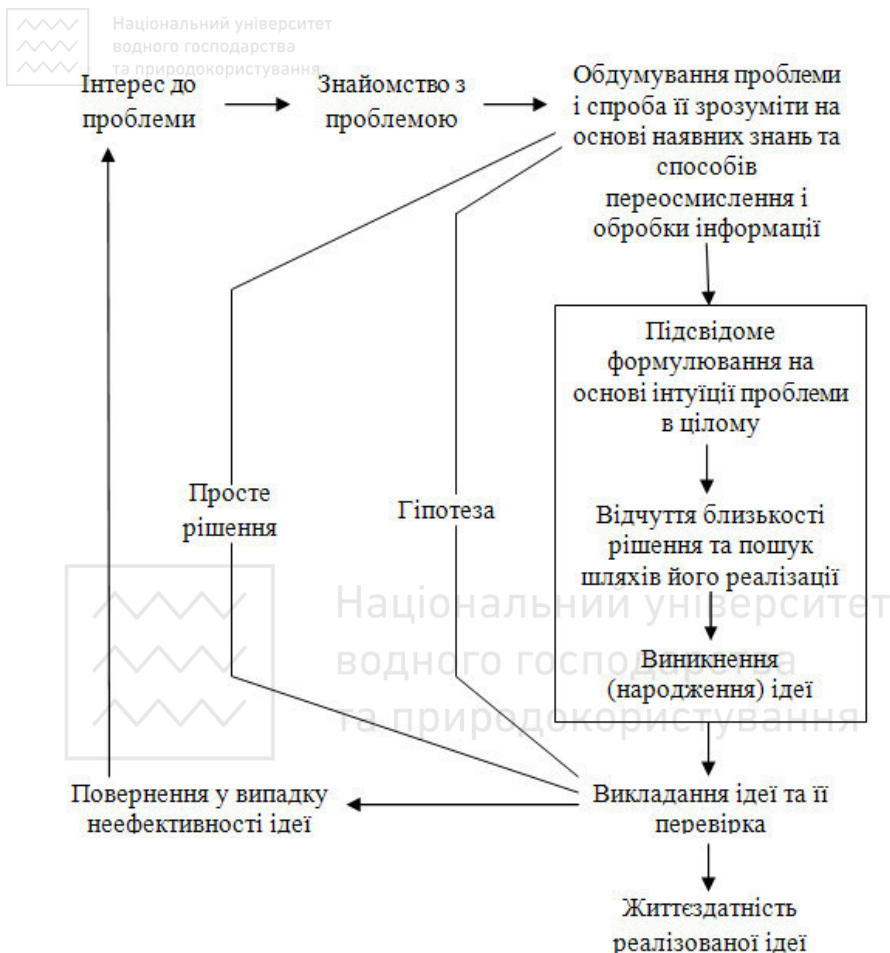 Національний університет
водного господарства
та природокористування
Інтерес до
проблеми
Знайомство з
проблемою
Обдумування проблеми
і спроба її зрозуміти на
основі наявних знань та
способів
переосмислення і
обробки інформації
Підсвідоме
формулювання на
основі інтуїції проблеми
в цілому
Просте
рішення
Гіпотеза
Відчуття близькості
рішення та пошук
шляхів його реалізації
Національний університет
водного господарства
та природокористування
Виникнення
(народження) ідеї
Повернення у випадку
неефективності ідеї
Викладання ідеї та її
перевірка
Життєздатність
реалізованої ідеї